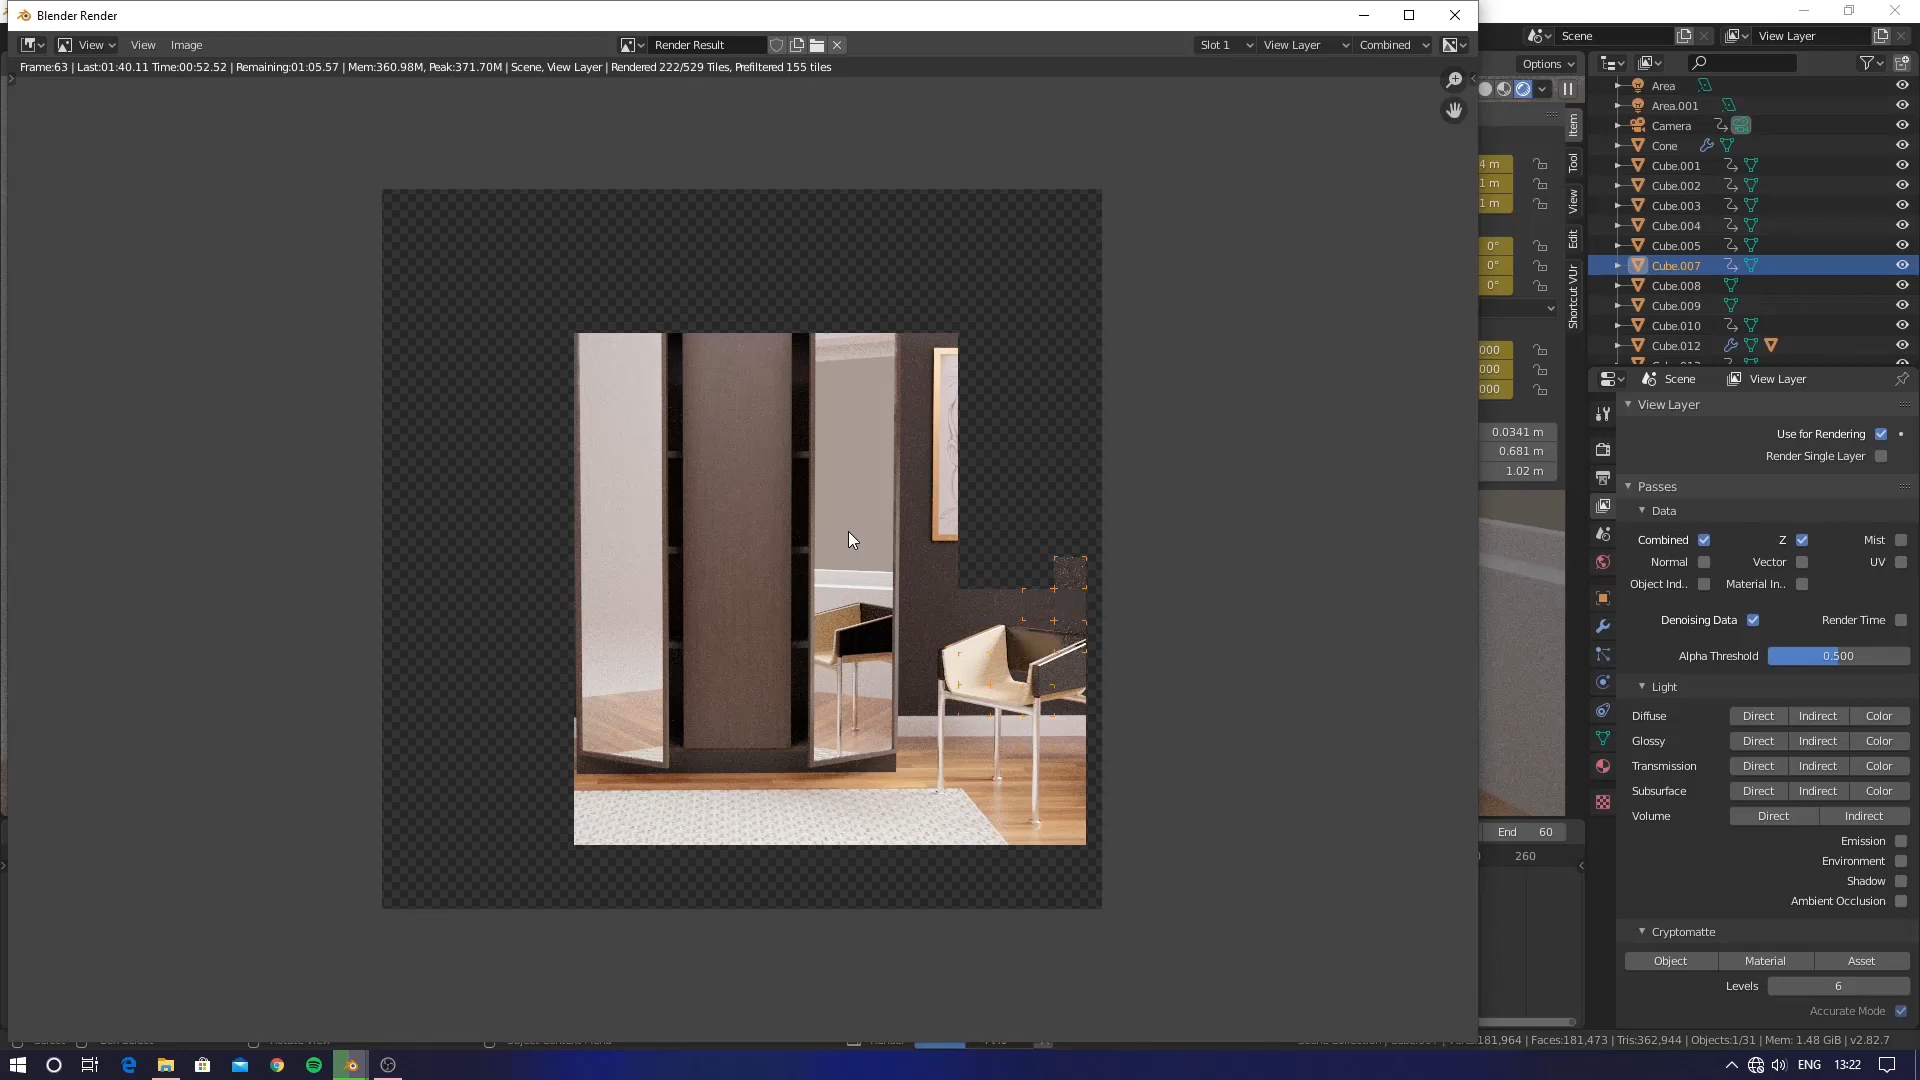 Blender Render
View
View
Image
Render Result
Slot 1
View Layer
Combined
Frame:63 | Last:01:40.11 Time:00:52.52 | Remaining:01:05.57 | Mem:360.98M, Peak:371.70M | Scene, View Layer | Rendered 222/529 Tiles, Prefiltered 155 tiles
Scene
View Layer
Options
Area
Area.001
Camera
Cone
Cube.001
Cube.002
Cube.003
Cube.004
Cube.005
Cube.007
Cube.008
Cube.009
Cube.010
Cube.012
Item
Tool
View
Edit
Shortcut VUr
4 m
1 m
1 m
0°
0°
0°
000
000
000
0.0341 m
0.681 m
1.02 m
Scene
View Layer
View Layer
Use for Rendering
Render Single Layer
Passes
Data
Combined
Z
Mist
Normal
Vector
UV
Object Ind..
Material In..
Denoising Data
Render Time
Alpha Threshold
0.500
Light
Diffuse
Direct
Indirect
Color
Glossy
Direct
Indirect
Color
Transmission
Direct
Indirect
Color
Subsurface
Direct
Indirect
Color
Volume
Direct
Indirect
Emission
Environment
Shadow
Ambient Occlusion
Cryptomatte
Object
Material
Asset
Levels
6
Accurate Mode
End
60
260
181,964 | Faces:181,473 | Tris:362,944 | Objects:1/31 | Mem: 1.48 GiB | v2.82.7
ENG
13:22